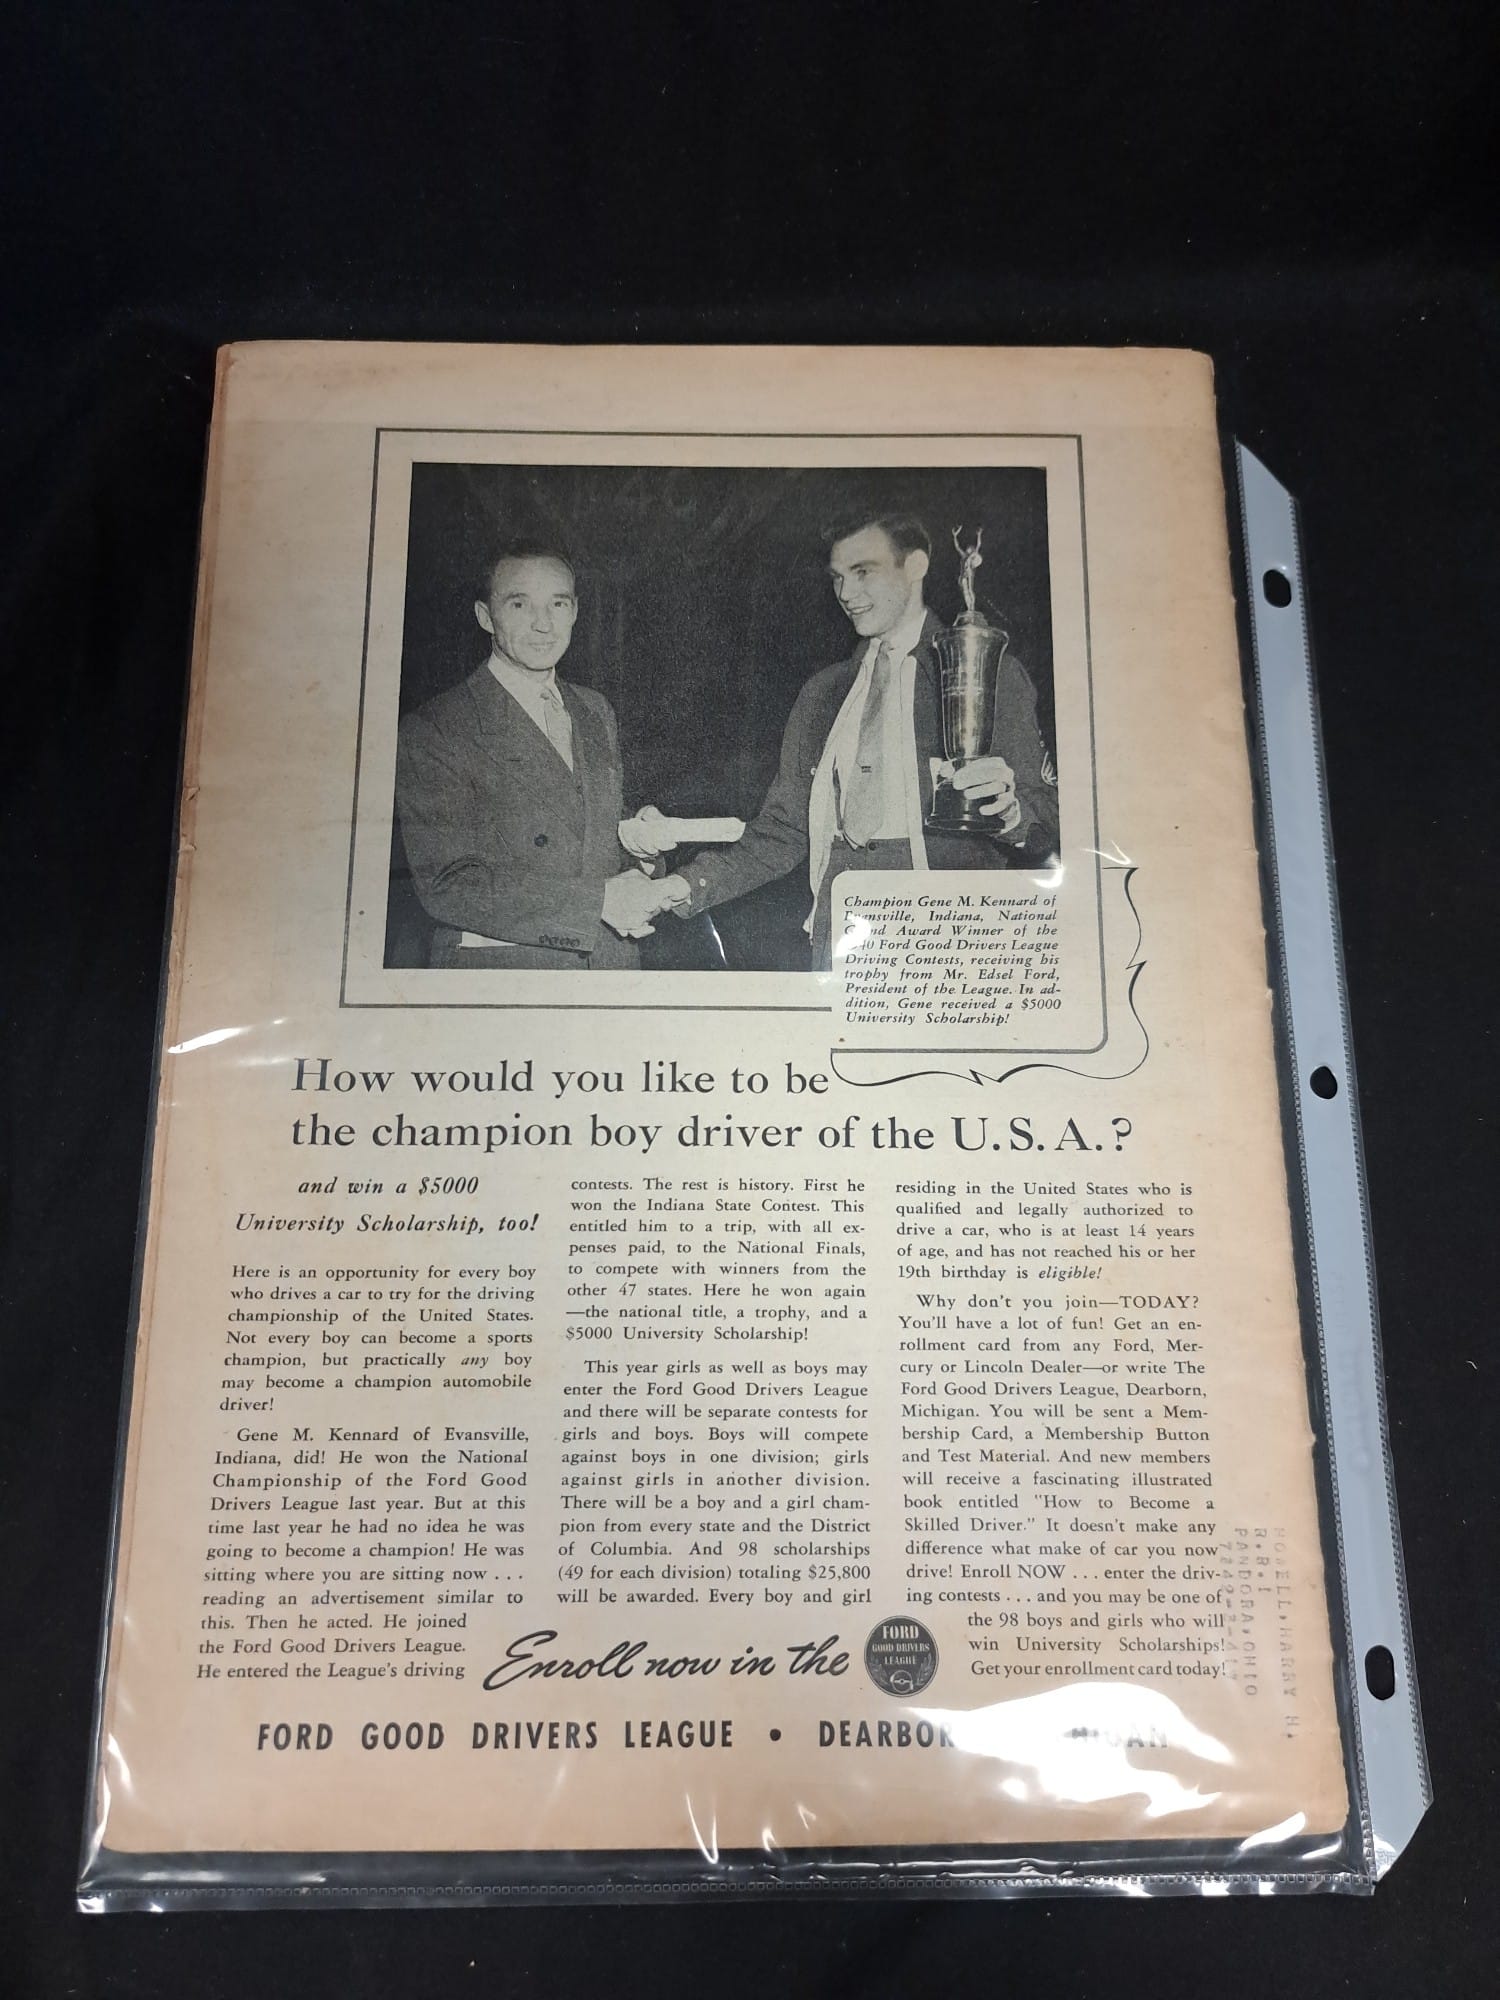 Champion Gene M. Kennard of
Evansville, Indiana, National
Award Winner of the
Ford Good Drivers League
Driving Contests, receiving his
trophy from Mr. Edsel Ford,
President of the League. In ad-
dition, Gene received a $5000
University Scholarship!
How would you like to be
the champion boy driver of the U.S.A.?
and win a $5000
University Scholarship, too!
Here is an opportunity for every boy
who drives a car to try for the driving
championship of the United States.
Not every boy can become a sports
champion, but practically any boy
may become a champion automobile
driver!
Gene M. Kennard of Evansville,
Indiana, did! He won the National
Championship of the Ford Good
Drivers League last year. But at this
time last year he had no idea he was
going to become a champion! He was
sitting where you are sitting now . . .
reading an advertisement similar to
this. Then he acted. He joined
the Ford Good Drivers League.
He entered the League's driving
contests. The rest is history. First he
won the Indiana State Contest. This
entitled him to a trip, with all ex-
penses paid, to the National Finals,
to compete with winners from the
other 47 states. Here he won again
—the national title, a trophy, and a
$5000 University Scholarship!
This year girls as well as boys may
enter the Ford Good Drivers League
and there will be separate contests for
girls and boys. Boys will compete
against boys in one division; girls
against girls in another division.
There will be a boy and a girl cham-
pion from every state and the District
of Columbia. And 98 scholarships
(49 for each division) totaling $25,800
will be awarded. Every boy and girl
residing in the United States who is
qualified and legally authorized to
drive a car, who is at least 14 years
of age, and has not reached his or her
19th birthday is eligible!
Why don't you join—TODAY?
You'll have a lot of fun! Get an en-
rollment card from any Ford, Mer-
cury or Lincoln Dealer—or write The
Ford Good Drivers League, Dearborn,
Michigan. You will be sent a Mem-
bership Card, a Membership Button
and Test Material. And new members
will receive a fascinating illustrated
book entitled "How to Become a
Skilled Driver." It doesn't make any
difference what make of car you now
drive! Enroll NOW . . . enter the driv-
ing contests . . . and you may be one of
the 98 boys and girls who will
win University Scholarships!
Get your enrollment card today!
Enroll now in the
FORD
GOOD DRIVERS
LEAGUE
FORD GOOD DRIVERS LEAGUE • DEARBOR
HARRY H.
R.R.1
PANDORA, OHIO